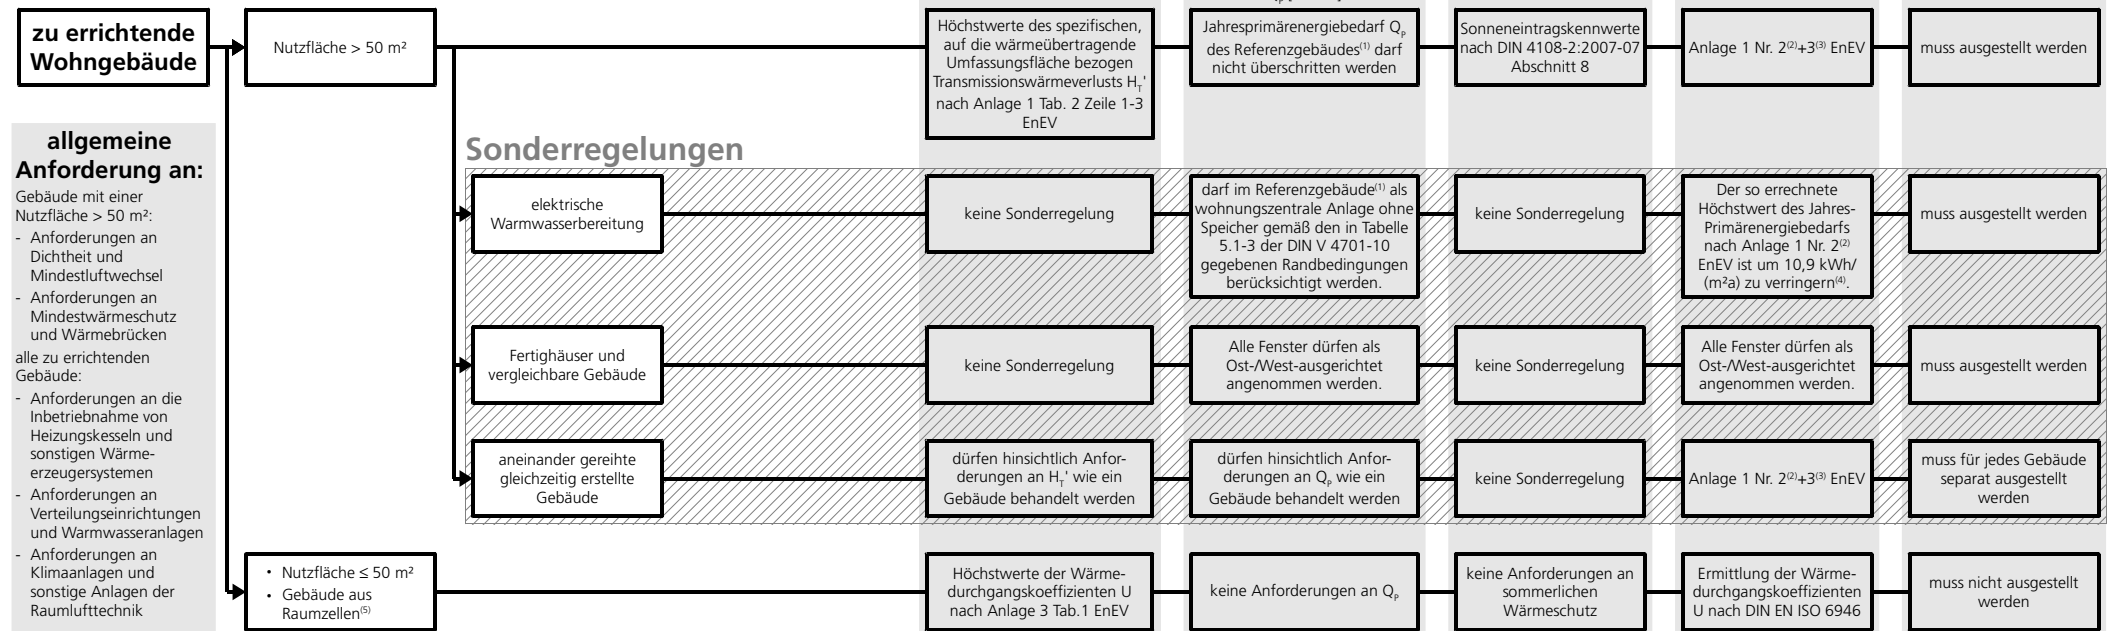 zu errichtende
Wohngebäude
Nutzfläche > 50 m²
Höchstwerte des spezifischen,
auf die wärmeübertragende
Umfassungsfläche bezogen
Transmissionswärmeverlusts H_T'
nach Anlage 1 Tab. 2 Zeile 1-3
EnEV
Jahresprimärenergiebedarf Q_P
des Referenzgebäudes⁽¹⁾ darf
nicht überschritten werden
Sonneneintragskennwerte
nach DIN 4108-2:2007-07
Abschnitt 8
Anlage 1 Nr. 2⁽²⁾+3⁽³⁾ EnEV
muss ausgestellt werden
allgemeine
Anforderung an:
Gebäude mit einer
Nutzfläche > 50 m²:
- Anforderungen an
Dichtheit und
Mindestluftwechsel
- Anforderungen an
Mindestwärmeschutz
und Wärmebrücken
alle zu errichtenden
Gebäude:
- Anforderungen an die
Inbetriebnahme von
Heizungskesseln und
sonstigen Wärme-
erzeugersystemen
- Anforderungen an
Verteilungseinrichtungen
und Warmwasseranlagen
- Anforderungen an
Klimaanlagen und
sonstige Anlagen der
Raumlufttechnik
Sonderregelungen
elektrische
Warmwasserbereitung
keine Sonderregelung
darf im Referenzgebäude⁽¹⁾ als
wohnungszentrale Anlage ohne
Speicher gemäß den in Tabelle
5.1-3 der DIN V 4701-10
gegebenen Randbedingungen
berücksichtigt werden.
keine Sonderregelung
Der so errechnete
Höchstwert des Jahres-
Primärenergiebedarfs
nach Anlage 1 Nr. 2⁽²⁾
EnEV ist um 10,9 kWh/
(m²a) zu verringern⁽⁴⁾.
muss ausgestellt werden
Fertighäuser und
vergleichbare Gebäude
keine Sonderregelung
Alle Fenster dürfen als
Ost-/West-ausgerichtet
angenommen werden.
keine Sonderregelung
Alle Fenster dürfen als
Ost-/West-ausgerichtet
angenommen werden.
muss ausgestellt werden
aneinander gereihte
gleichzeitig erstellte
Gebäude
dürfen hinsichtlich Anfor-
derungen an H_T' wie ein
Gebäude behandelt werden
dürfen hinsichtlich Anfor-
derungen an Q_P wie ein
Gebäude behandelt werden
keine Sonderregelung
Anlage 1 Nr. 2⁽²⁾+3⁽³⁾ EnEV
muss für jedes Gebäude
separat ausgestellt
werden
• Nutzfläche ≤ 50 m²
• Gebäude aus
Raumzellen⁽⁵⁾
Höchstwerte der Wärme-
durchgangskoeffizienten U
nach Anlage 3 Tab.1 EnEV
keine Anforderungen an Q_P
keine Anforderungen an
sommerlichen
Wärmeschutz
Ermittlung der Wärme-
durchgangskoeffizienten
U nach DIN EN ISO 6946
muss nicht ausgestellt
werden